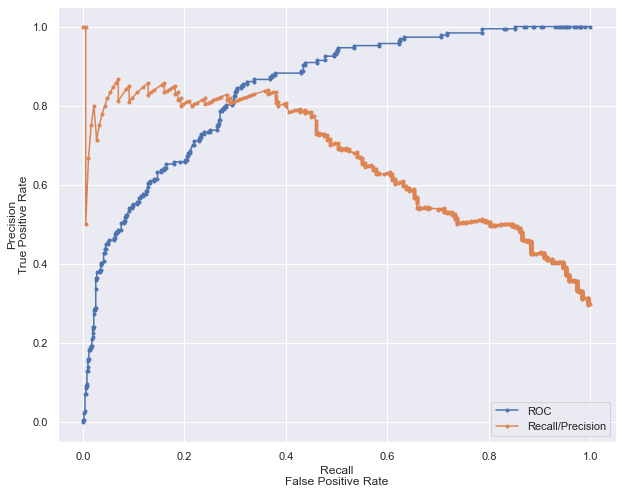 1.0
0.8
0.6
0.4
0.2
0.0
Precision
True Positive Rate
0.0 0.2 0.4 0.6 0.8 1.0
Recall
False Positive Rate
ROC
Recall/Precision